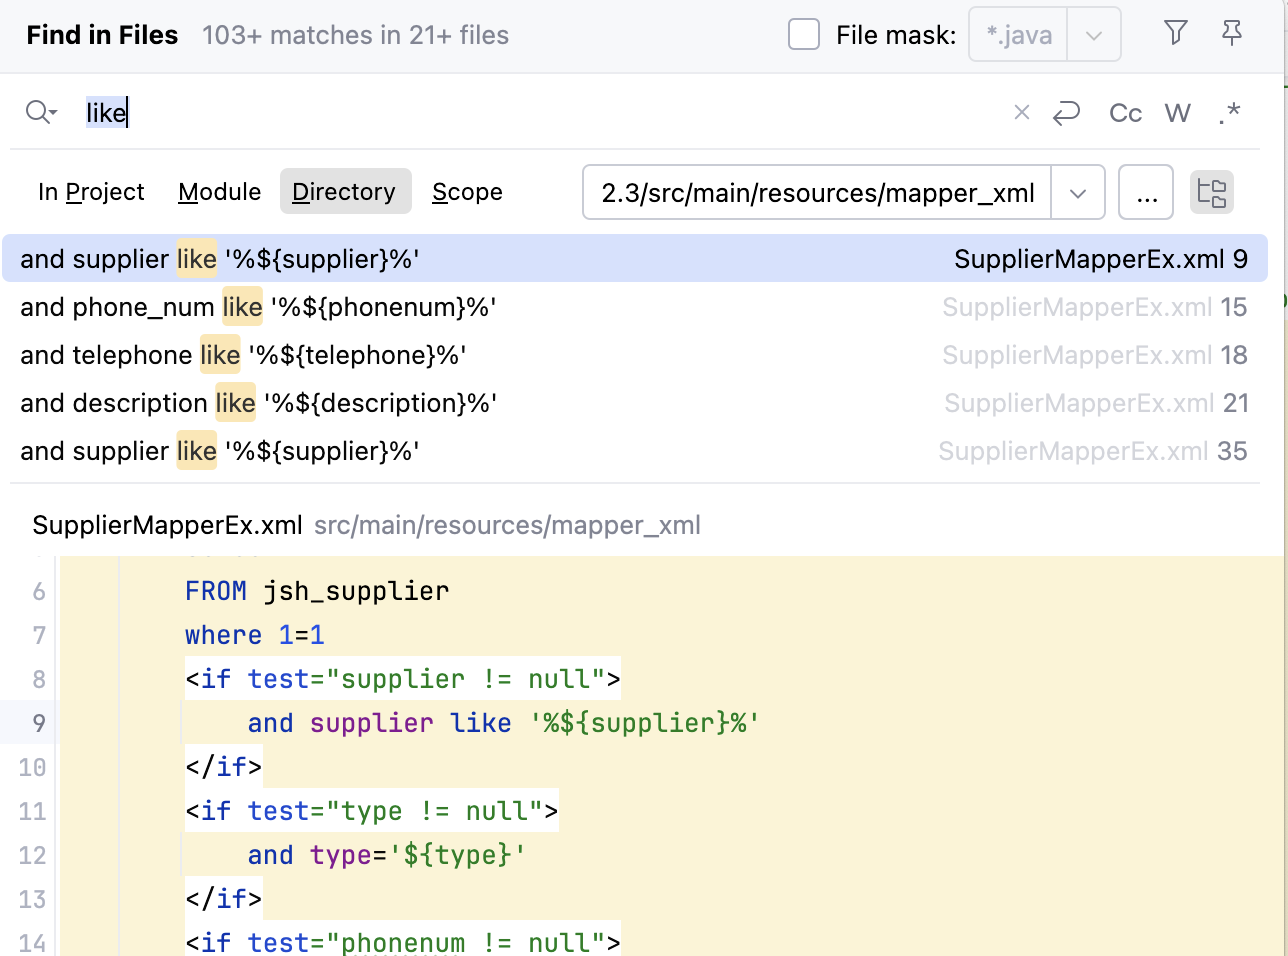 Find in Files 103+ matches in 21+ files File mask: *.java
like Cc W .*
In Project Module Directory Scope 2.3/src/main/resources/mapper_xml ...
and supplier like '%${supplier}%' SupplierMapperEx.xml 9
and phone_num like '%${phonenum}%' SupplierMapperEx.xml 15
and telephone like '%${telephone}%' SupplierMapperEx.xml 18
and description like '%${description}%' SupplierMapperEx.xml 21
and supplier like '%${supplier}%' SupplierMapperEx.xml 35
SupplierMapperEx.xml src/main/resources/mapper_xml
6 FROM jsh_supplier
7 where 1=1
8 <if test="supplier != null">
9 and supplier like '%${supplier}%'
10 </if>
11 <if test="type != null">
12 and type='${type}'
13 </if>
14 <if test="phonenum != null">